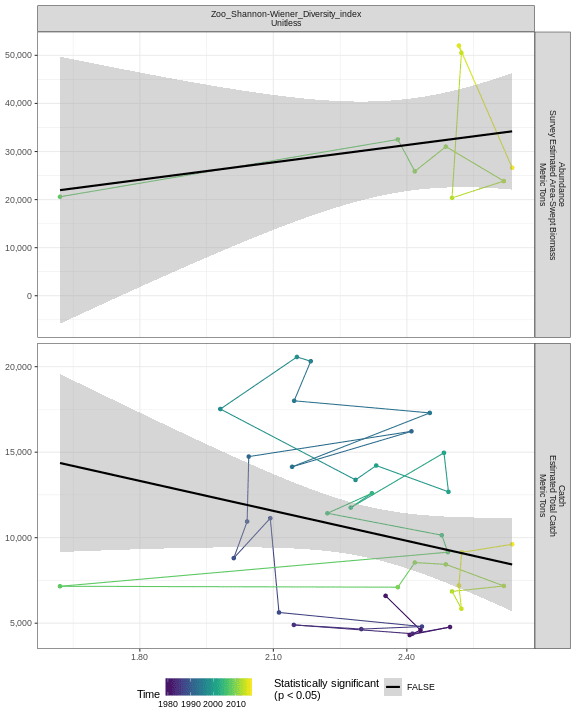 Zoo_Shannon-Wiener_Diversity_index
Unitless
50,000
40,000
30,000
20,000
10,000
0
Abundance
Survey Estimated Area-Swept Biomass
Metric Tons
20,000
15,000
10,000
5,000
Catch
Estimated Total Catch
Metric Tons
1.80
2.10
2.40
Time
1980
1990
2000
2010
Statistically significant
(p < 0.05)
FALSE